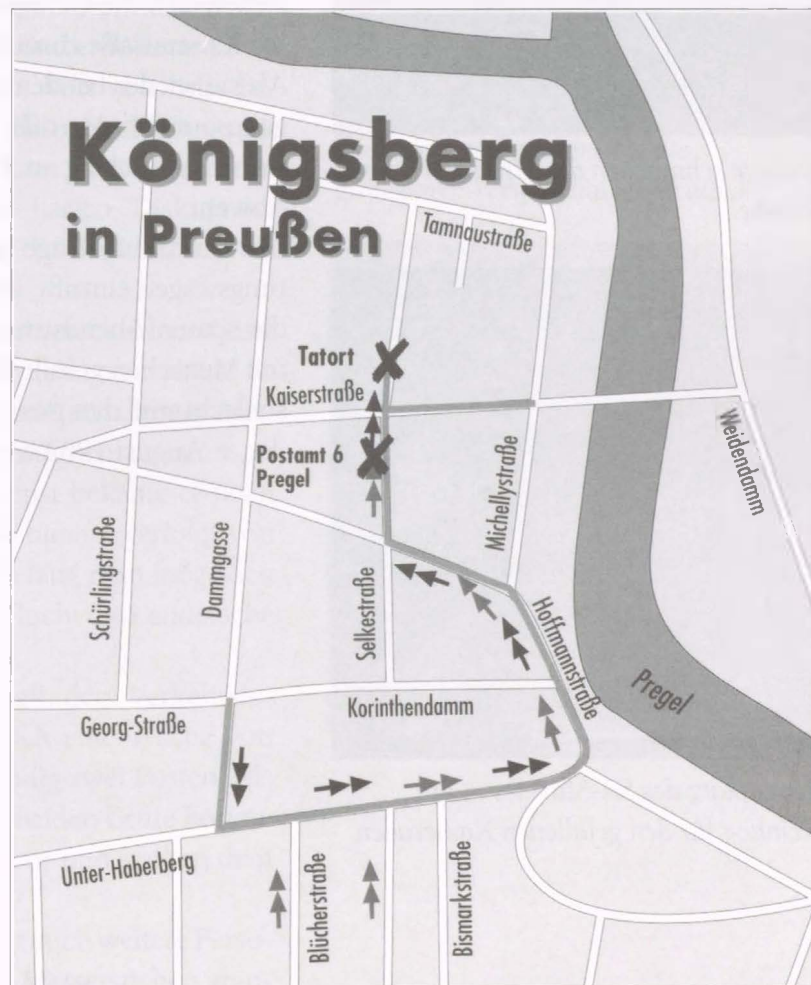 Königsberg
in Preußen
Tamnaustraße
Tatort
Kaiserstraße
Postamt 6
Pregel
Weidendamm
Michellystraße
Schürlingstraße
Dammgasse
Selkestraße
Hoffmannstraße
Pregel
Georg-Straße
Korinthendamm
Unter-Haberberg
Blücherstraße
Bismarkstraße